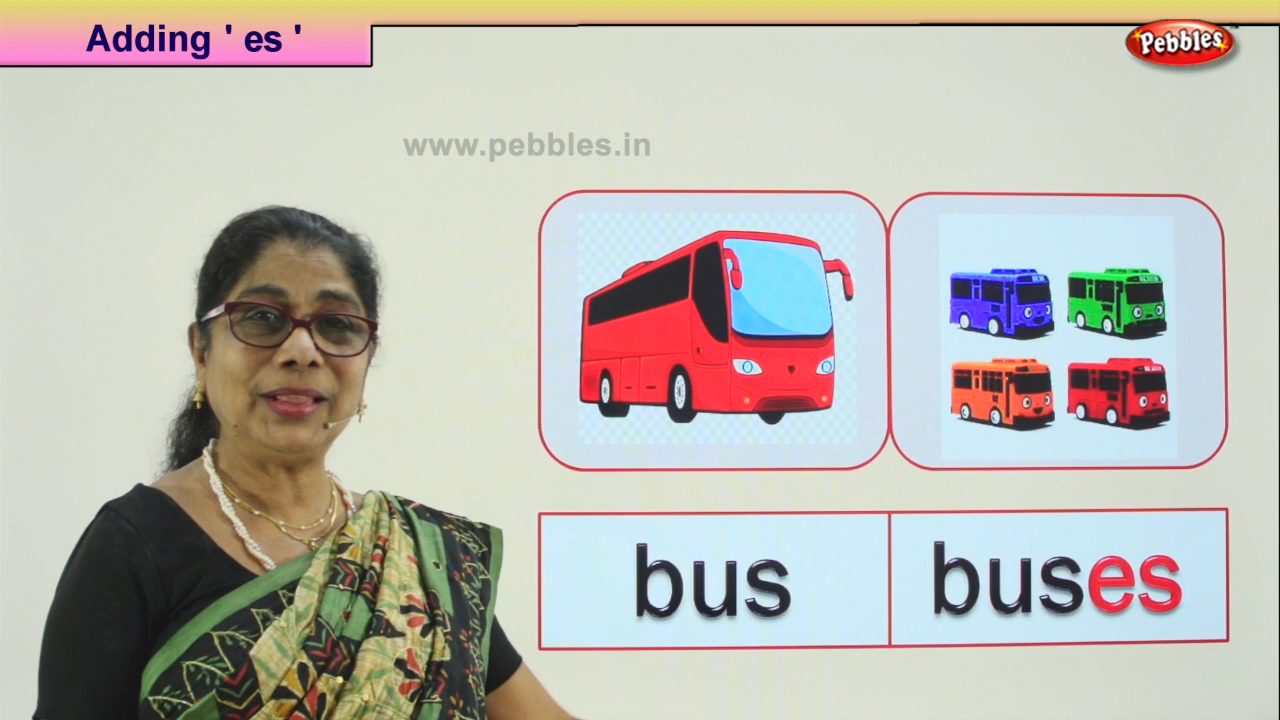 Adding ' es '
Pebbles
www.pebbles.in
bus
buses